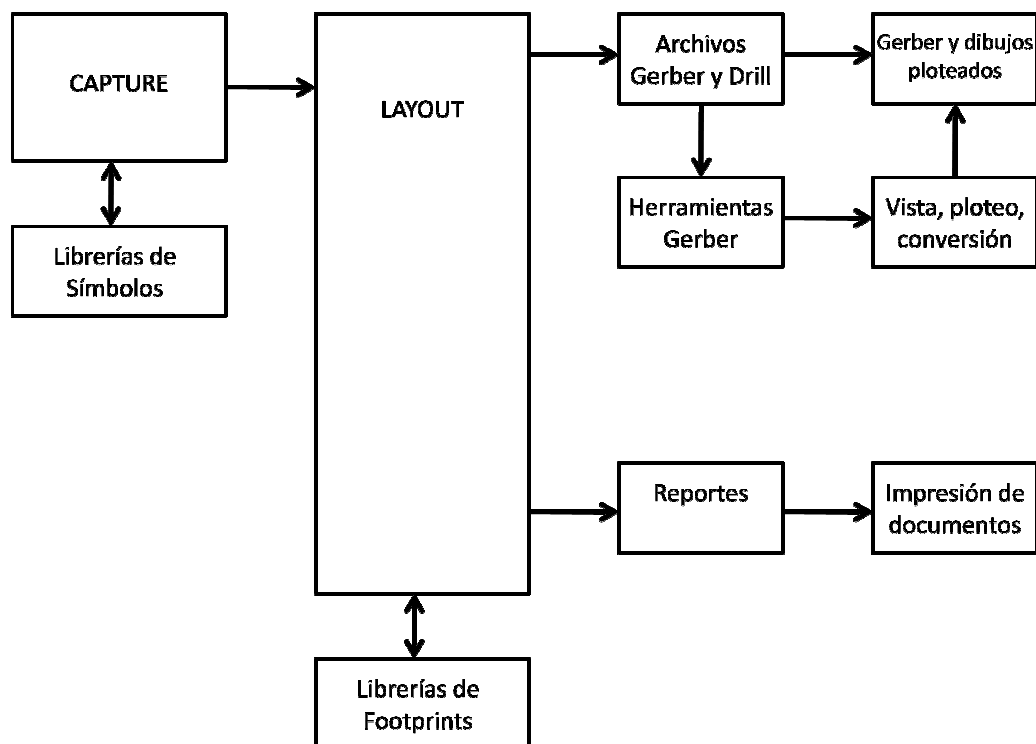 CAPTURE
Librerías de
Símbolos
LAYOUT
Librerías de
Footprints
Archivos
Gerber y Drill
Gerber y dibujos
ploteados
Herramientas
Gerber
Vista, ploteo,
conversión
Reportes
Impresión de
documentos